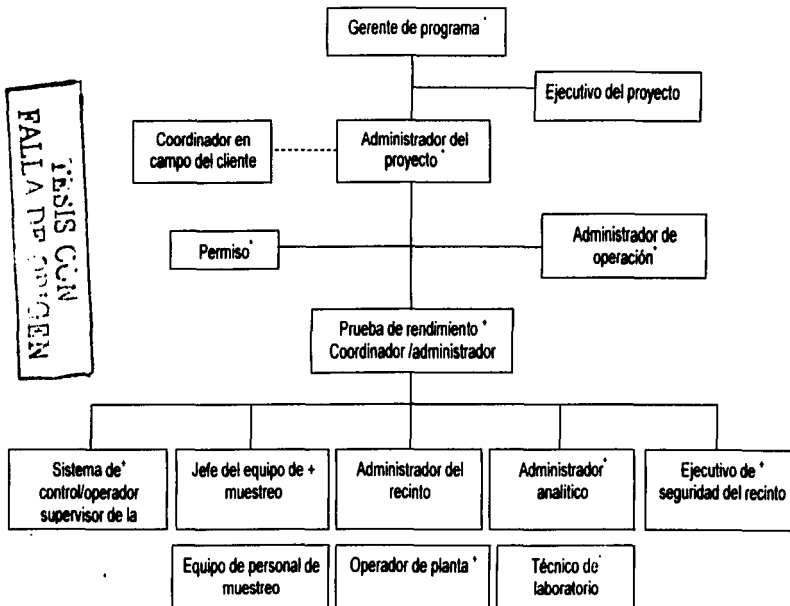 Gerente de programa *
Ejecutivo del proyecto
Coordinador en
campo del cliente
Administrador del
proyecto *
Permiso *
Administrador de
operación *
Prueba de rendimiento +
Coordinador /administrador
Sistema de +
control/operador
supervisor de la
Jefe del equipo de +
muestreo
Administrador del
recinto
Administrador *
analítico
Ejecutivo de +
seguridad del recinto
Equipo de personal de
muestreo
Operador de planta +
Técnico de *
laboratorio
TESIS CON
FALLA DE ORIGEN